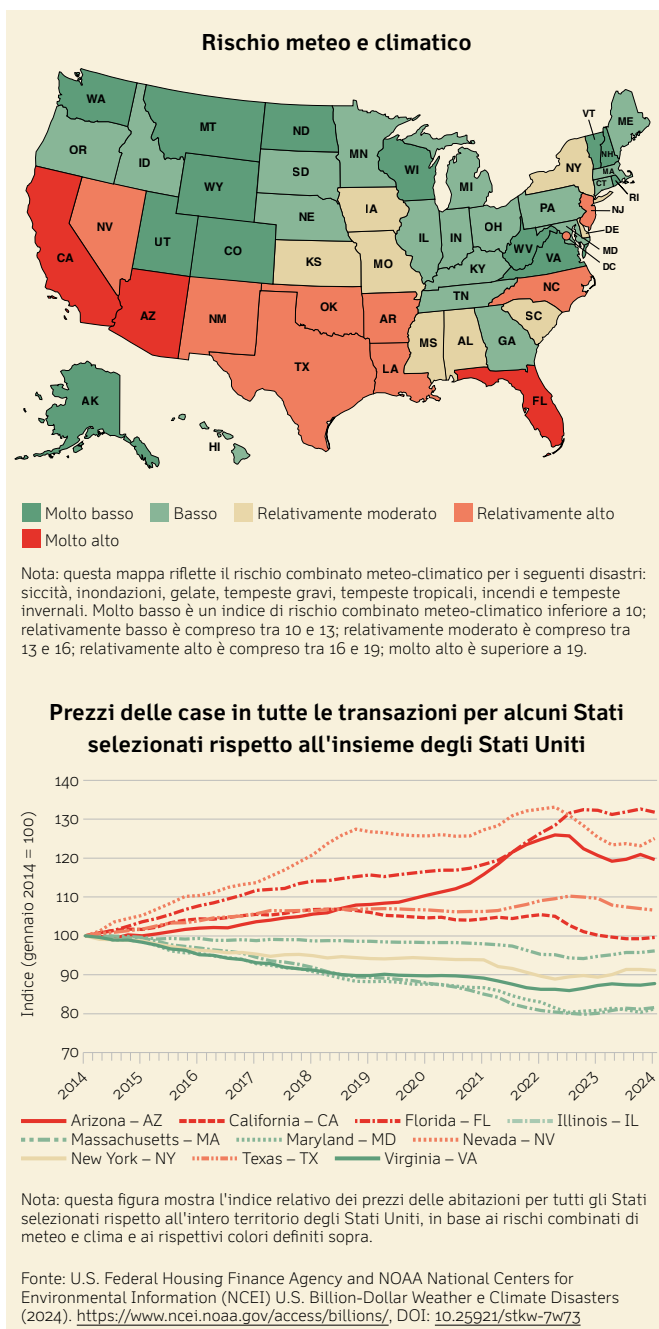 Rischio meteo e climatico
WA
MT
ND
MN
VT
ME
OR
ID
WY
SD
WI
MI
NY
NH
MA
CT
RI
NV
UT
CO
NE
IA
IL
IN
OH
PA
NJ
DE
MD
DC
CA
KS
MO
KY
WV
VA
AZ
NM
OK
AR
TN
NC
SC
TX
LA
MS
AL
GA
FL
AK
HI
Molto basso
Basso
Relativamente moderato
Relativamente alto
Molto alto
Nota: questa mappa riflette il rischio combinato meteo-climatico per i seguenti disastri:
siccità, inondazioni, gelate, tempeste gravi, tempeste tropicali, incendi e tempeste
invernali. Molto basso è un indice di rischio combinato meteo-climatico inferiore a 10;
relativamente basso è compreso tra 10 e 13; relativamente moderato è compreso tra
13 e 16; relativamente alto è compreso tra 16 e 19; molto alto è superiore a 19.
Prezzi delle case in tutte le transazioni per alcuni Stati
selezionati rispetto all'insieme degli Stati Uniti
Indice (gennaio 2014 = 100)
140
130
120
110
100
90
80
70
2014
2015
2016
2017
2018
2019
2020
2021
2022
2023
2024
Arizona – AZ
California – CA
Florida – FL
Illinois – IL
Massachusetts – MA
Maryland – MD
Nevada – NV
New York – NY
Texas – TX
Virginia – VA
Nota: questa figura mostra l'indice relativo dei prezzi delle abitazioni per tutti gli Stati
selezionati rispetto all'intero territorio degli Stati Uniti, in base ai rischi combinati di
meteo e clima e ai rispettivi colori definiti sopra.
Fonte: U.S. Federal Housing Finance Agency and NOAA National Centers for
Environmental Information (NCEI) U.S. Billion-Dollar Weather e Climate Disasters
(2024). https://www.ncei.noaa.gov/access/billions/, DOI: 10.25921/stkw-7w73